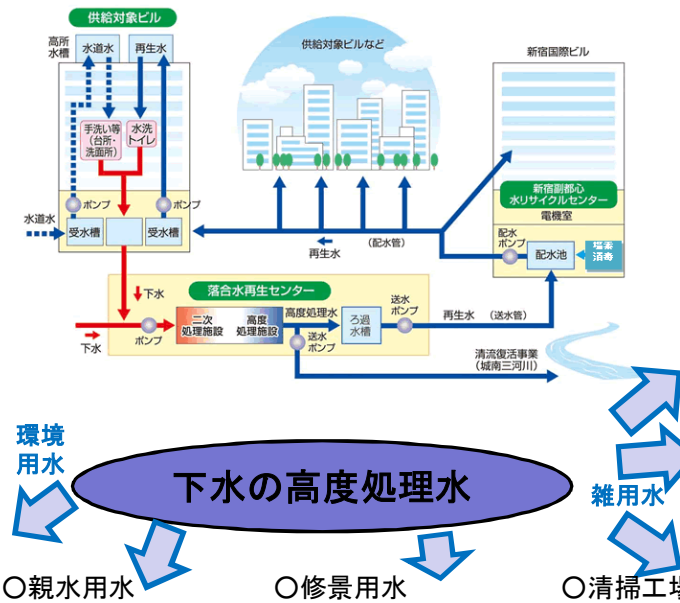 供給対象ビル
高所
水槽
水道水
再生水
手洗い等
(台所・
洗面所)
水洗
トイレ
ポンプ
ポンプ
水道水
受水槽
受水槽
供給対象ビルなど
新宿国際ビル
新宿副都心
水リサイクルセンター
電機室
配水
ポンプ
配水池
塩素
消毒
再生水
(配水管)
下水
落合水再生センター
下水
ポンプ
二次
処理施設
高度
処理施設
高度処理水
送水
ポンプ
ろ過
水槽
送水
ポンプ
再生水
(送水管)
清流復活事業
(城南三河川)
環境
用水
下水の高度処理水
雑用水
〇親水用水
〇修景用水
〇清掃工場